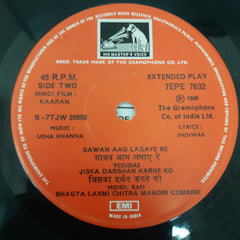 HIS MASTER'S VOICE
REGD. TRADE MARK OF THE GRAMOPHONE CO. LTD.
45 R.P.M.
SIDE TWO
EXTENDED PLAY
7EPE 7632
HINDI FILM :
KAARAN
The Gramophone
Co. of India Ltd.
B-7TJW 28650
MUSIC :
USHA KHANNA
LYRICS :
INDIWAR
SAWAN AAG LAGAYE RE
सावन आग लगाए रे
YESUDAS
JISKA DARSHAN KARNE KO
जिसका दर्शन करने को
MOHD. RAFI
BHAGYA LAXMI CHITRA MANDIR COMBINE
EMI
MADE IN INDIA